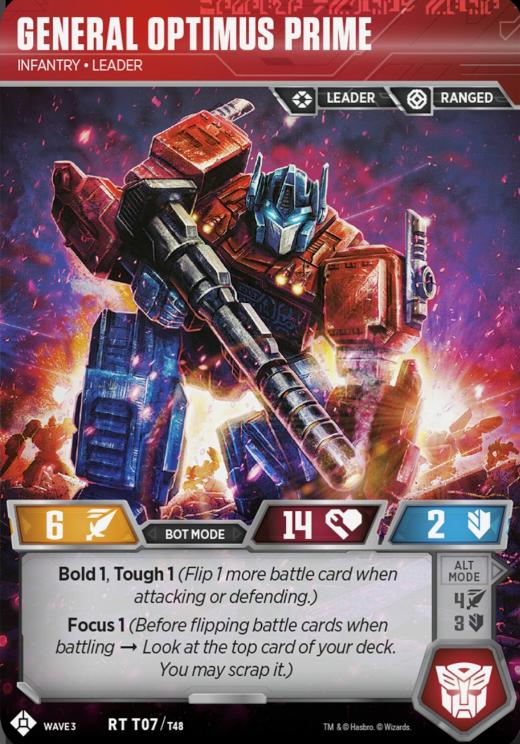 GENERAL OPTIMUS PRIME
INFANTRY • LEADER
LEADER
RANGED
6
BOT MODE
14
2
Bold 1, Tough 1 (Flip 1 more battle card when
attacking or defending.)
Focus 1 (Before flipping battle cards when
battling → Look at the top card of your deck.
You may scrap it.)
ALT
MODE
4
3
WAVE 3
RT T07/T48
TM & © Hasbro. © Wizards.